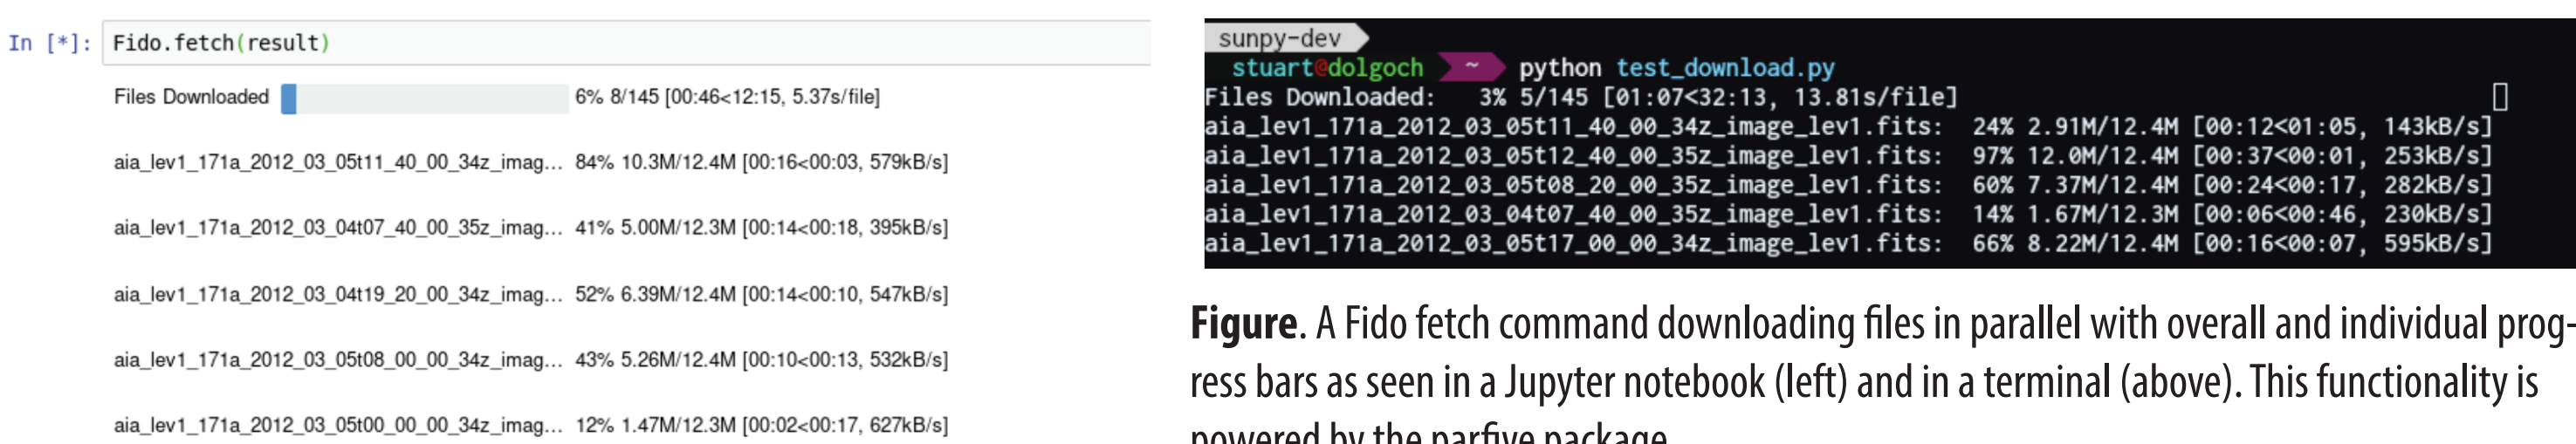 In [*]: Fido.fetch(result)
Files Downloaded 6% 8/145 [00:46<12:15, 5.37s/file]
aia_lev1_171a_2012_03_05t11_40_00_34z_imag... 84% 10.3M/12.4M [00:16<00:03, 579kB/s]
aia_lev1_171a_2012_03_04t07_40_00_35z_imag... 41% 5.00M/12.3M [00:14<00:18, 395kB/s]
aia_lev1_171a_2012_03_04t19_20_00_34z_imag... 52% 6.39M/12.4M [00:14<00:10, 547kB/s]
aia_lev1_171a_2012_03_05t08_00_00_34z_imag... 43% 5.26M/12.4M [00:10<00:13, 532kB/s]
aia_lev1_171a_2012_03_05t00_00_00_34z_imag... 12% 1.47M/12.3M [00:02<00:17, 627kB/s]
sunpy-dev
stuart@dolgoch ~ python test_download.py
Files Downloaded: 3% 5/145 [01:07<32:13, 13.81s/file]
aia_lev1_171a_2012_03_05t11_40_00_34z_image_lev1.fits: 24% 2.91M/12.4M [00:12<01:05, 143kB/s]
aia_lev1_171a_2012_03_05t12_40_00_35z_image_lev1.fits: 97% 12.0M/12.4M [00:37<00:01, 253kB/s]
aia_lev1_171a_2012_03_05t08_20_00_35z_image_lev1.fits: 60% 7.37M/12.4M [00:24<00:17, 282kB/s]
aia_lev1_171a_2012_03_04t07_40_00_35z_image_lev1.fits: 14% 1.67M/12.3M [00:06<00:46, 230kB/s]
aia_lev1_171a_2012_03_05t17_00_00_34z_image_lev1.fits: 66% 8.22M/12.4M [00:16<00:07, 595kB/s]
Figure. A Fido fetch command downloading files in parallel with overall and individual prog-
ress bars as seen in a Jupyter notebook (left) and in a terminal (above). This functionality is
powered by the parfive package